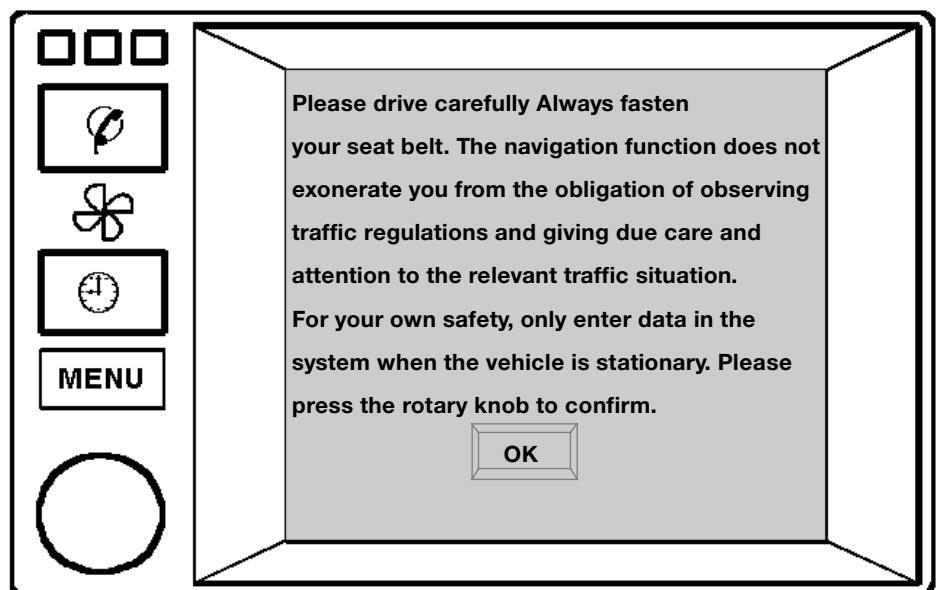 Please drive carefully Always fasten
your seat belt. The navigation function does not
exonerate you from the obligation of observing
traffic regulations and giving due care and
attention to the relevant traffic situation.
For your own safety, only enter data in the
system when the vehicle is stationary. Please
press the rotary knob to confirm.
OK
MENU